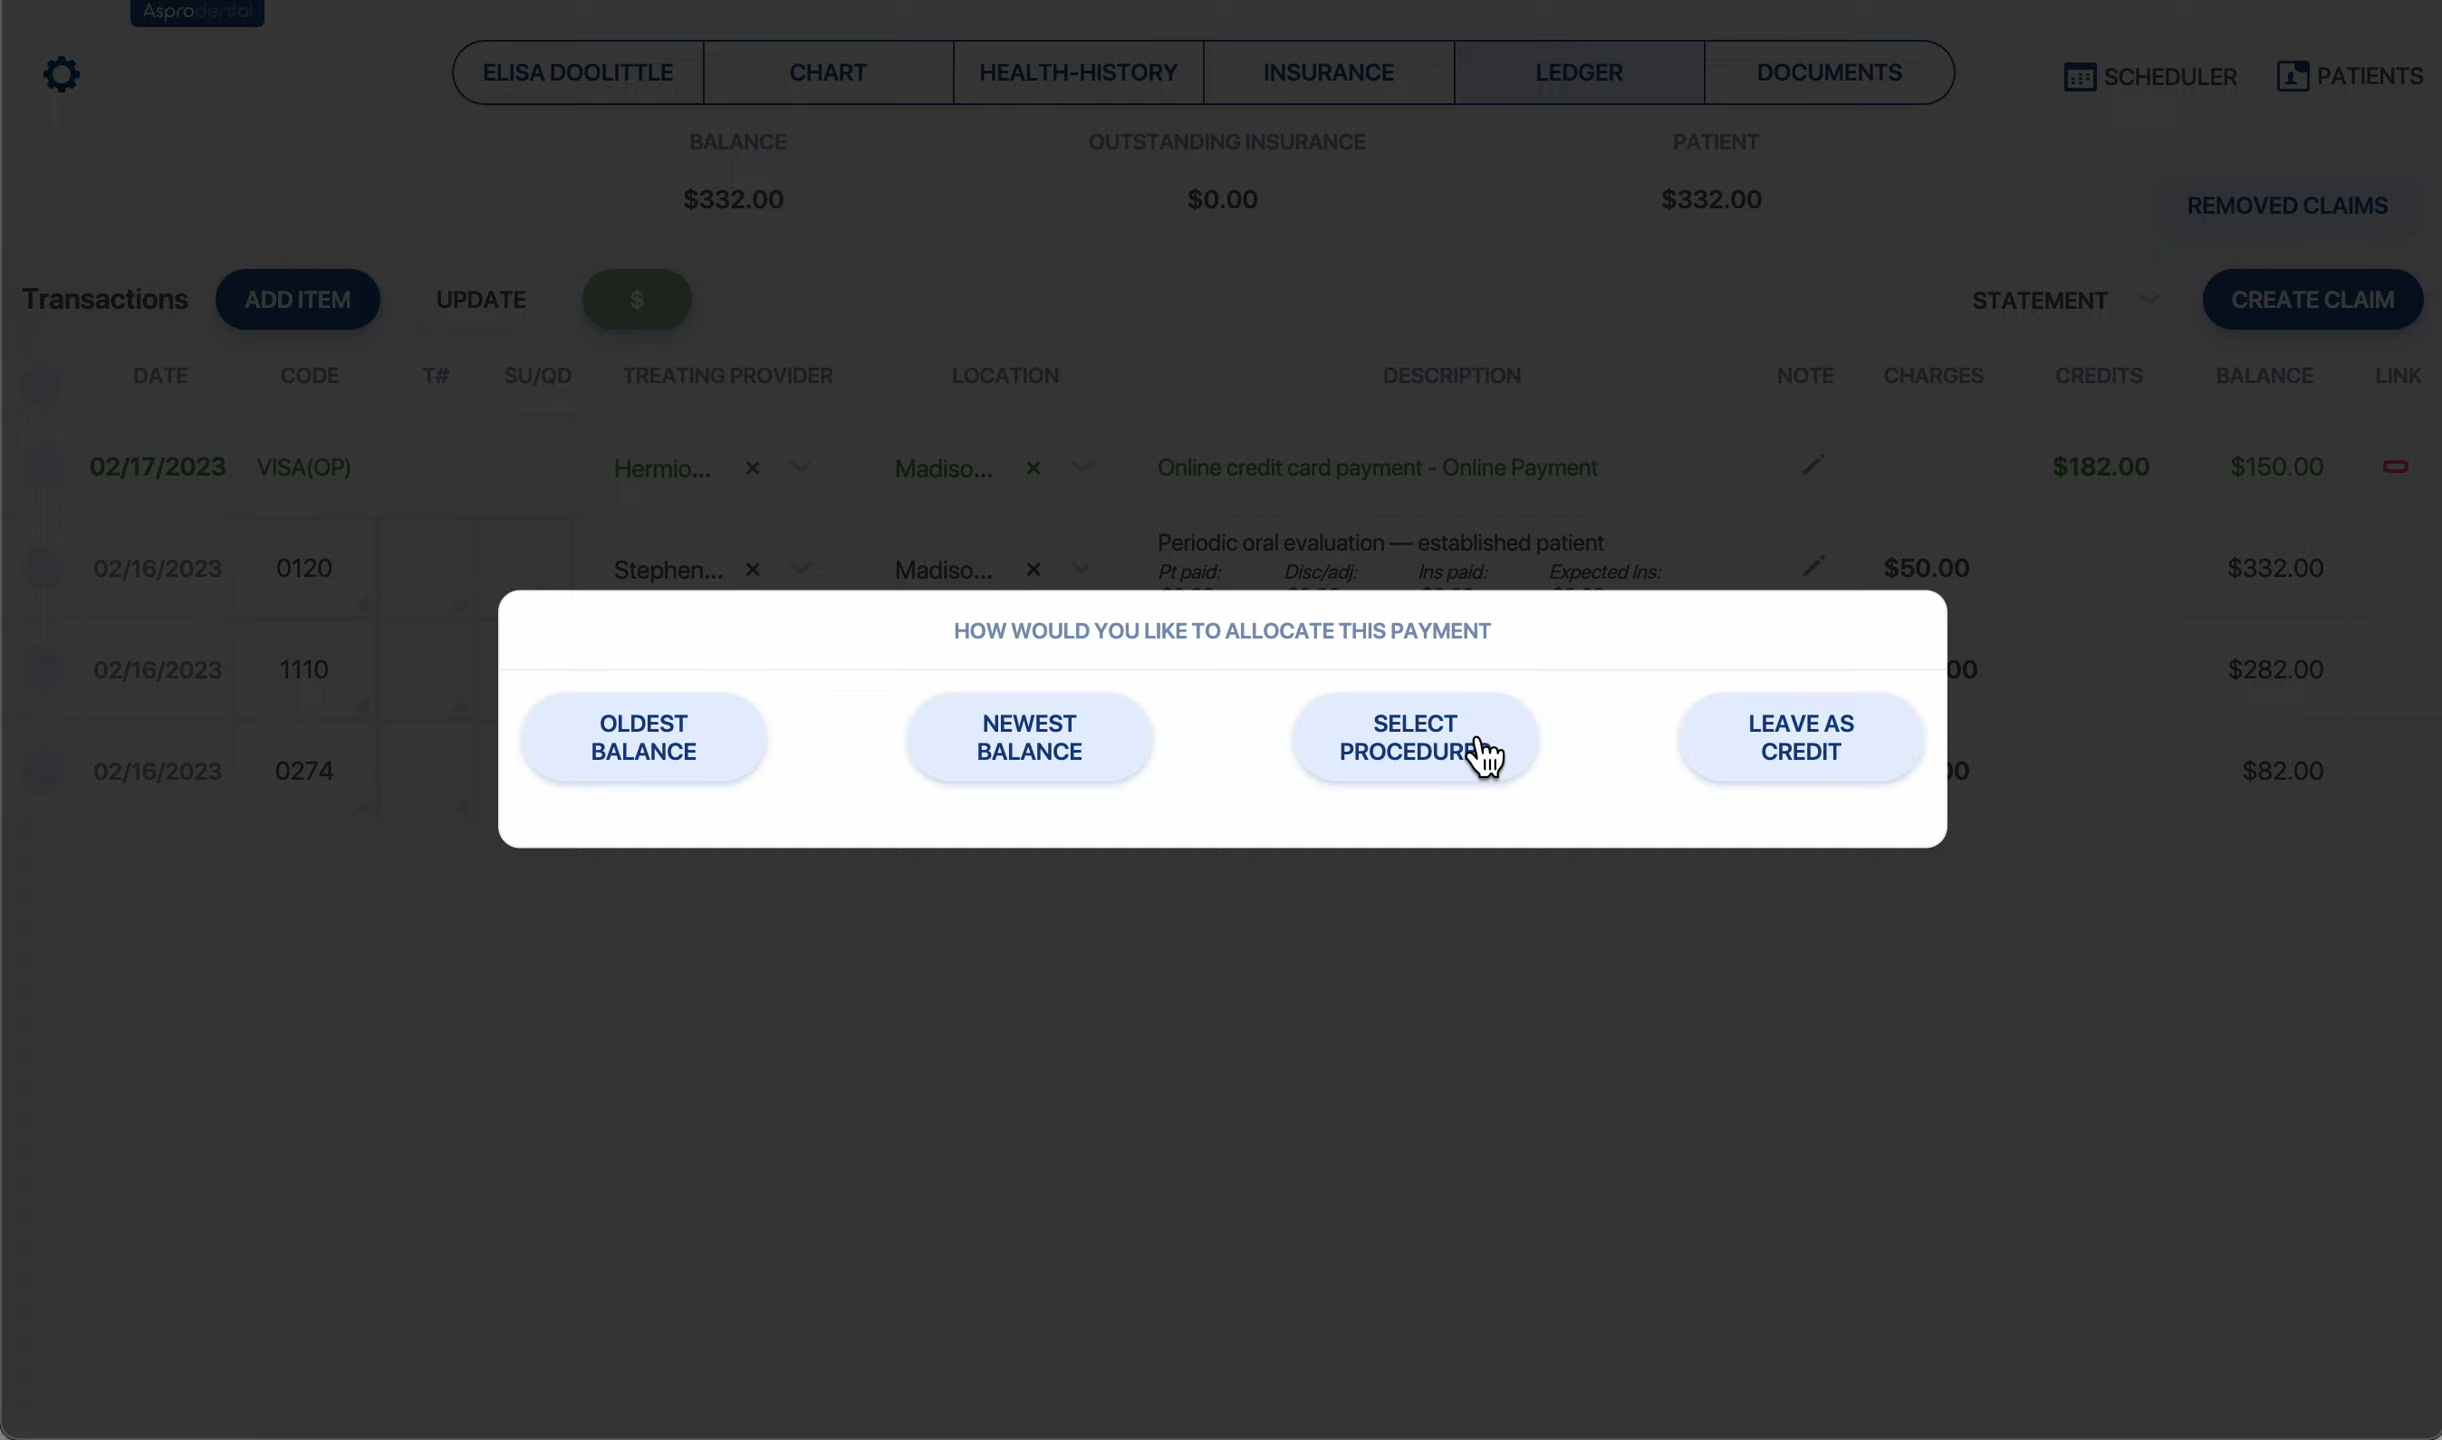 Asprodental
ELISA DOOLITTLE CHART HEALTH-HISTORY INSURANCE LEDGER DOCUMENTS SCHEDULER PATIENTS
BALANCE OUTSTANDING INSURANCE PATIENT
$332.00 $0.00 $332.00
REMOVED CLAIMS
Transactions ADD ITEM UPDATE $ STATEMENT CREATE CLAIM
DATE CODE T# SU/QD TREATING PROVIDER LOCATION DESCRIPTION NOTE CHARGES CREDITS BALANCE LINK
02/17/2023 VISA(OP) Hermio... × Madiso... × Online credit card payment - Online Payment $182.00 $150.00
Periodic oral evaluation — established patient
02/16/2023 0120 Stephen... × Madiso... × Pt paid: Disc/adj: Ins paid: Expected Ins: $50.00 $332.00
HOW WOULD YOU LIKE TO ALLOCATE THIS PAYMENT
02/16/2023 1110 00 $282.00
OLDEST BALANCE
NEWEST BALANCE
SELECT
LEAVE AS CREDIT
02/16/2023 0274 $82.00